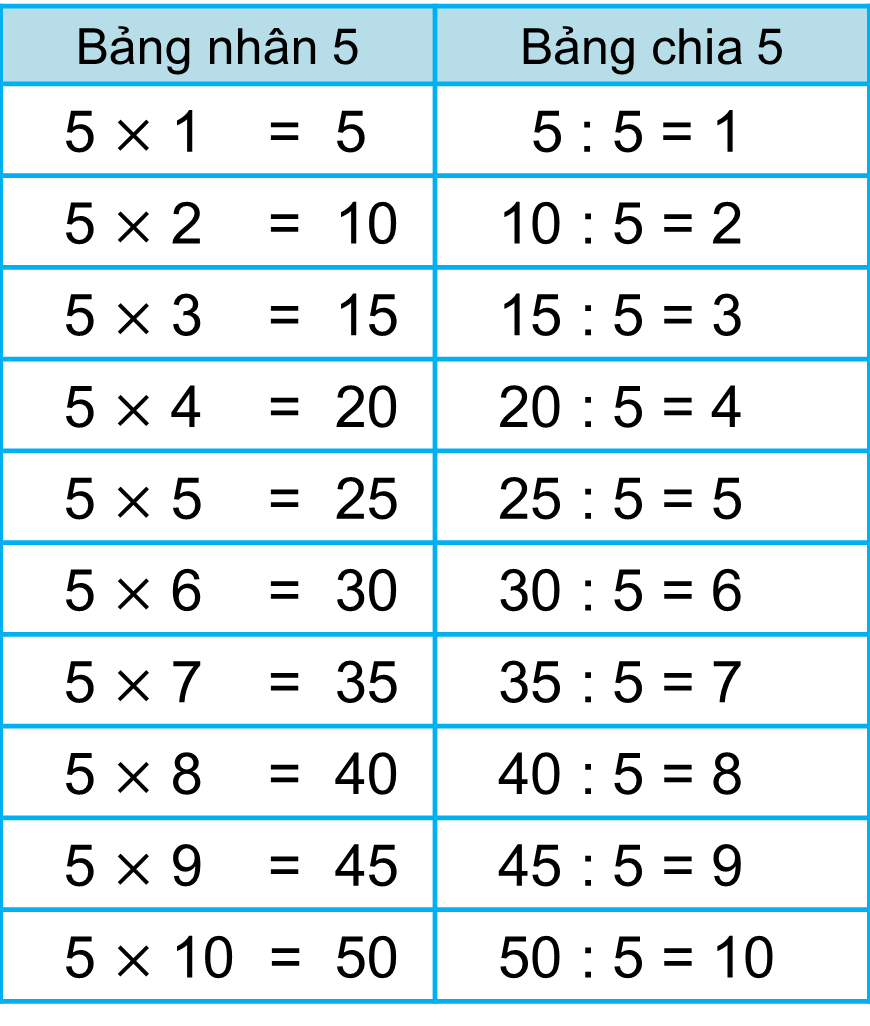 Bảng nhân 5 Bảng chia 5
5 × 1 = 5 5 : 5 = 1
5 × 2 = 10 10 : 5 = 2
5 × 3 = 15 15 : 5 = 3
5 × 4 = 20 20 : 5 = 4
5 × 5 = 25 25 : 5 = 5
5 × 6 = 30 30 : 5 = 6
5 × 7 = 35 35 : 5 = 7
5 × 8 = 40 40 : 5 = 8
5 × 9 = 45 45 : 5 = 9
5 × 10 = 50 50 : 5 = 10